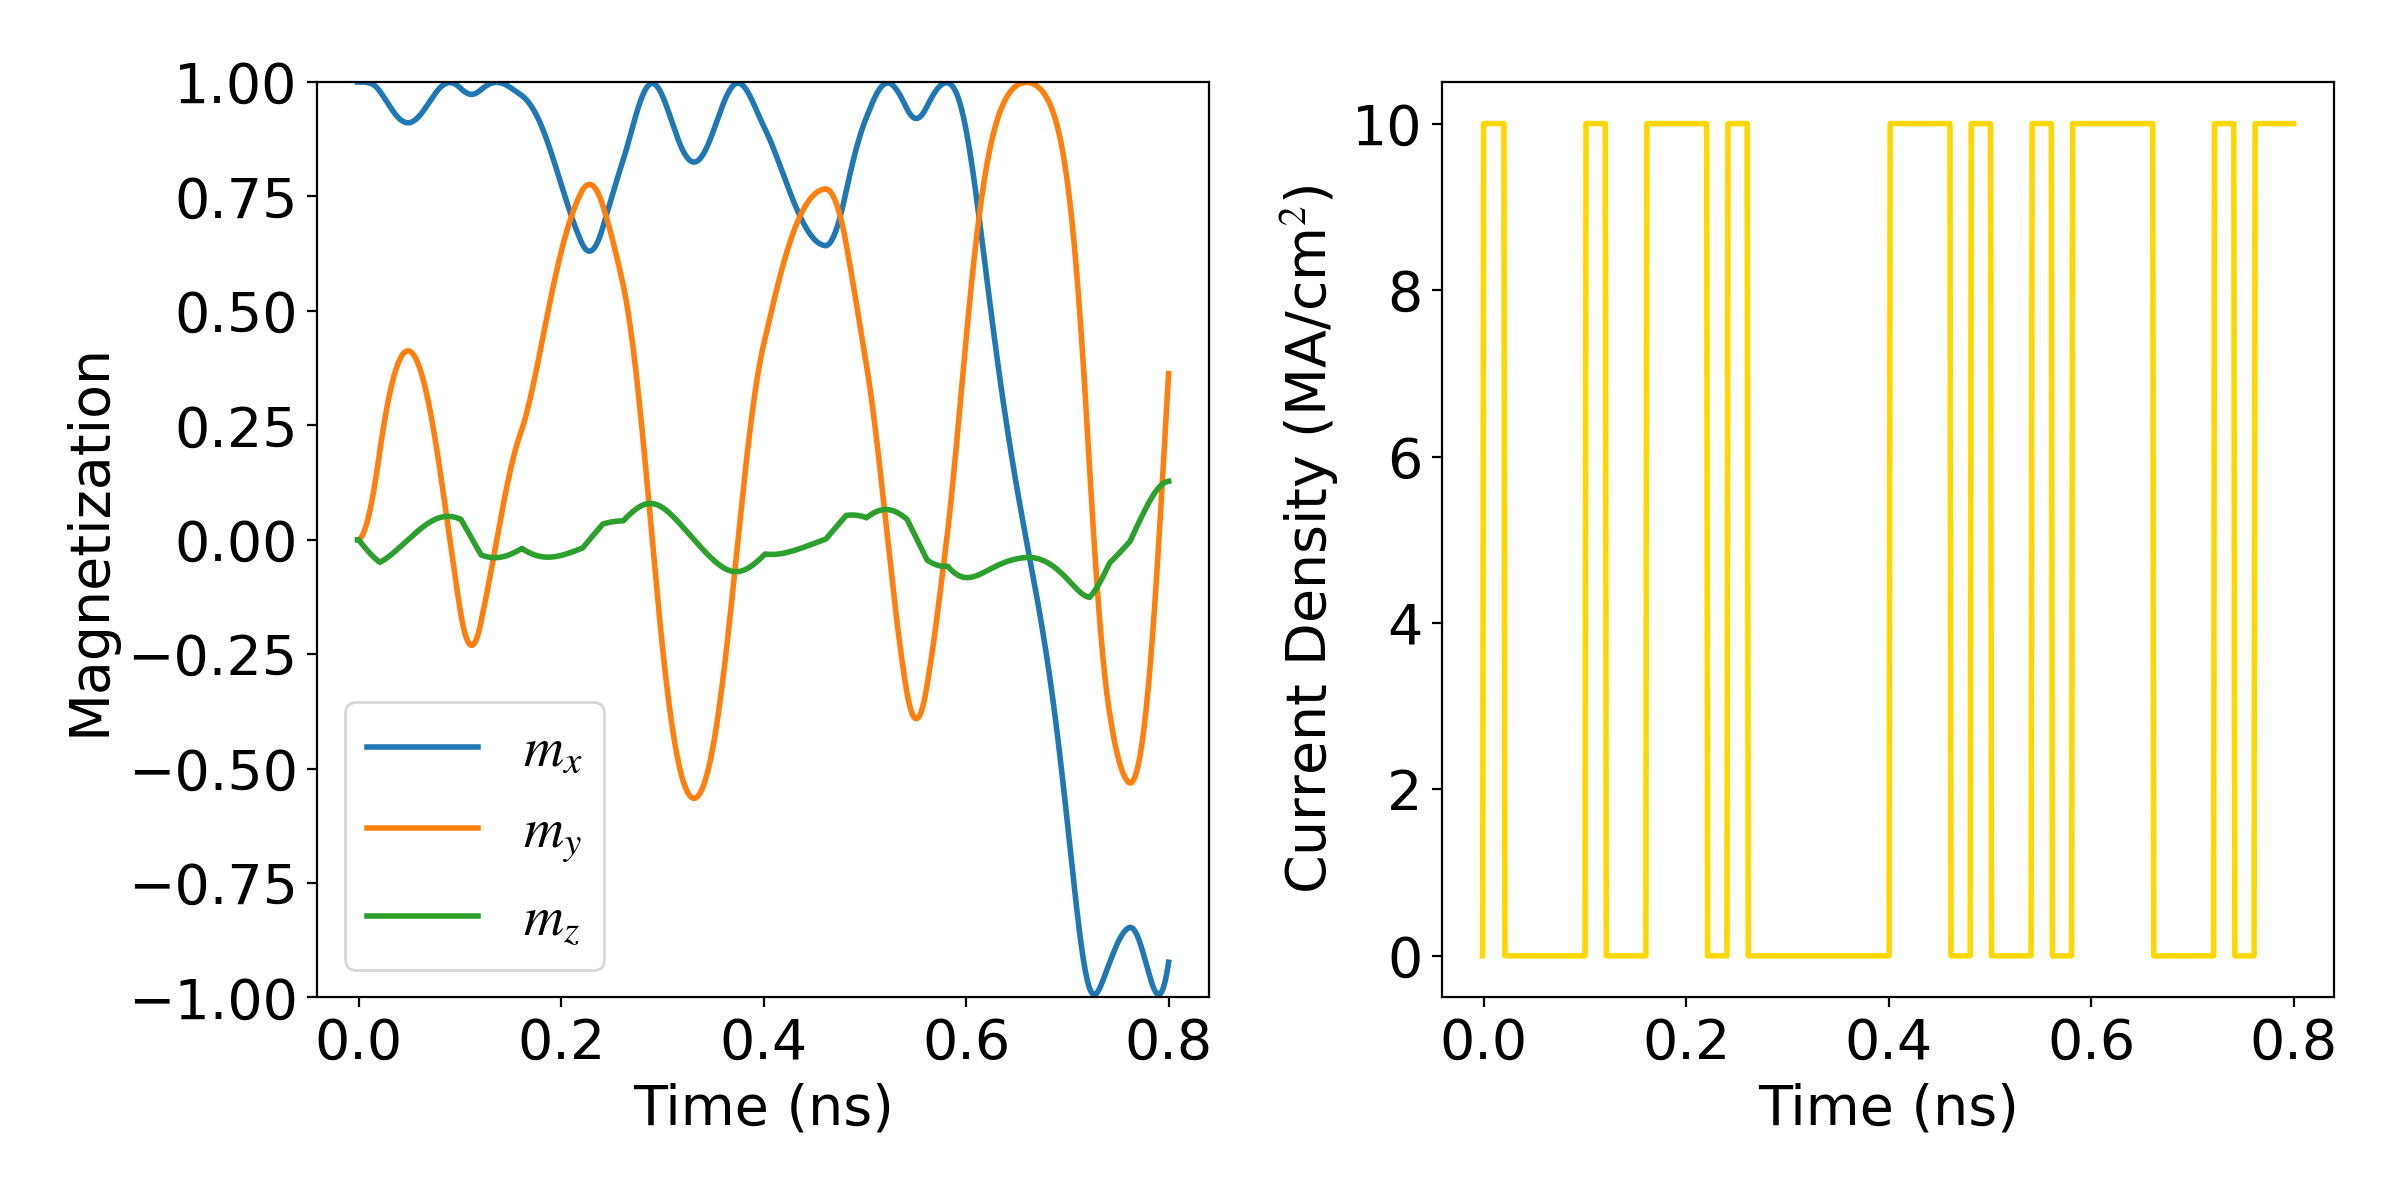 Magnetization
1.00
0.75
0.50
0.25
0.00
−0.25
−0.50
−0.75
−1.00
m_x
m_y
m_z
0.0 0.2 0.4 0.6 0.8
Time (ns)
Current Density (MA/cm²)
10
8
6
4
2
0
0.0 0.2 0.4 0.6 0.8
Time (ns)